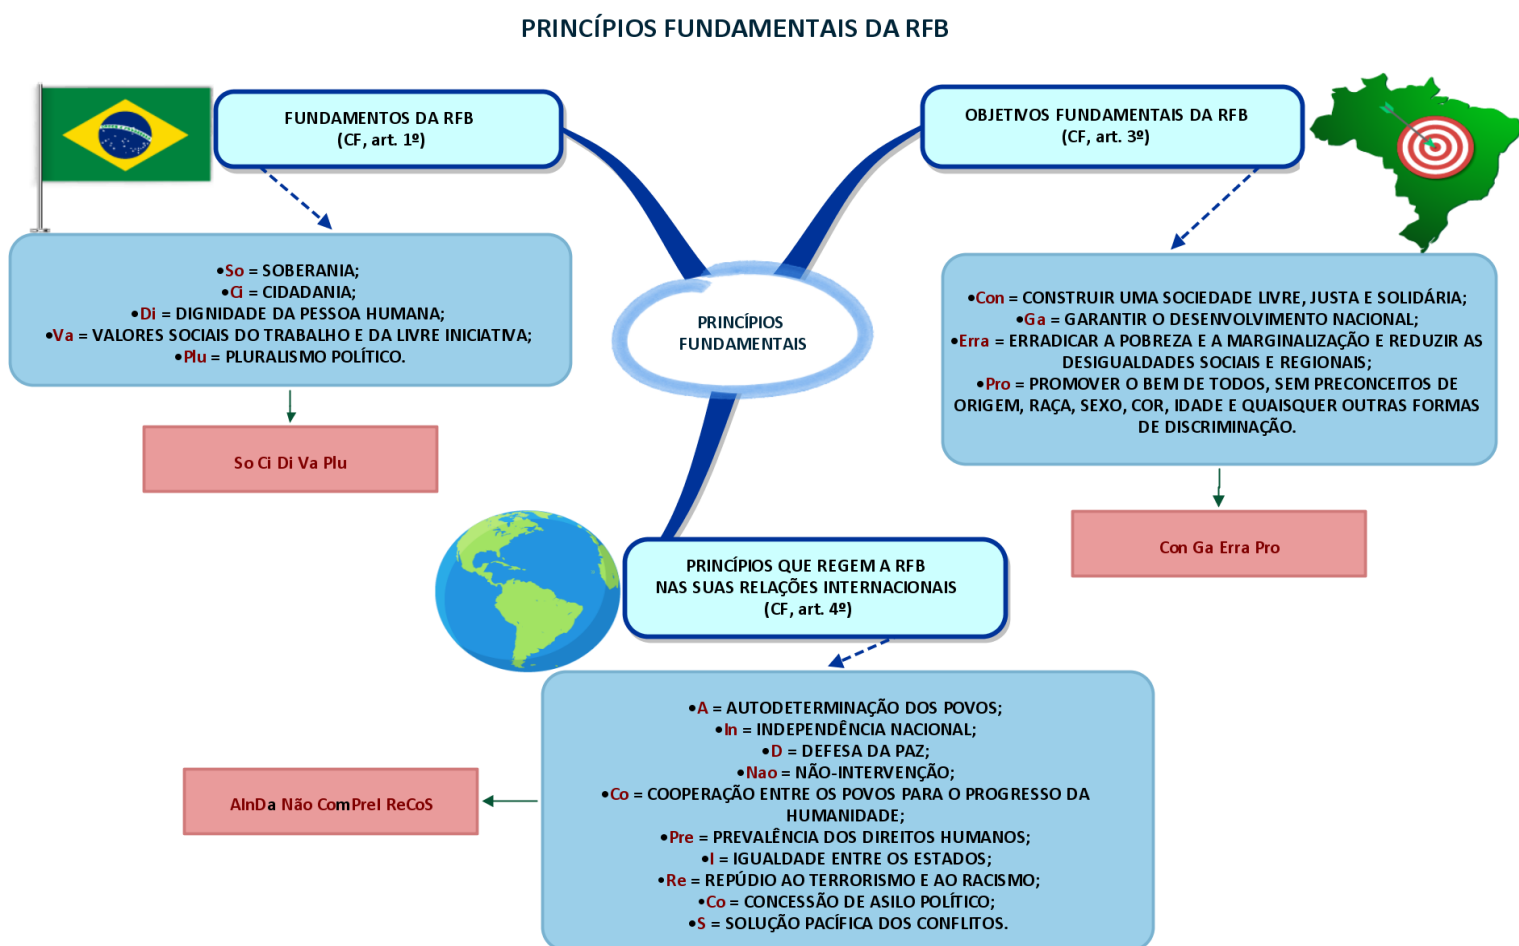 PRINCÍPIOS FUNDAMENTAIS DA RFB
FUNDAMENTOS DA RFB
(CF, art. 1º)
•So = SOBERANIA;
•Ci = CIDADANIA;
•Di = DIGNIDADE DA PESSOA HUMANA;
•Va = VALORES SOCIAIS DO TRABALHO E DA LIVRE INICIATIVA;
•Plu = PLURALISMO POLÍTICO.
So Ci Di Va Plu
OBJETIVOS FUNDAMENTAIS DA RFB
(CF, art. 3º)
•Con = CONSTRUIR UMA SOCIEDADE LIVRE, JUSTA E SOLIDÁRIA;
•Ga = GARANTIR O DESENVOLVIMENTO NACIONAL;
•Erra = ERRADICAR A POBREZA E A MARGINALIZAÇÃO E REDUZIR AS
DESIGUALDADES SOCIAIS E REGIONAIS;
•Pro = PROMOVER O BEM DE TODOS, SEM PRECONCEITOS DE
ORIGEM, RAÇA, SEXO, COR, IDADE E QUAISQUER OUTRAS FORMAS
DE DISCRIMINAÇÃO.
Con Ga Erra Pro
PRINCÍPIOS
FUNDAMENTAIS
PRINCÍPIOS QUE REGEM A RFB
NAS SUAS RELAÇÕES INTERNACIONAIS
(CF, art. 4º)
•A = AUTODETERMINAÇÃO DOS POVOS;
•In = INDEPENDÊNCIA NACIONAL;
•D = DEFESA DA PAZ;
•Nao = NÃO-INTERVENÇÃO;
•Co = COOPERAÇÃO ENTRE OS POVOS PARA O PROGRESSO DA
HUMANIDADE;
•Pre = PREVALÊNCIA DOS DIREITOS HUMANOS;
•I = IGUALDADE ENTRE OS ESTADOS;
•Re = REPÚDIO AO TERRORISMO E AO RACISMO;
•Co = CONCESSÃO DE ASILO POLÍTICO;
•S = SOLUÇÃO PACÍFICA DOS CONFLITOS.
AInDa Não ComPreI ReCoS